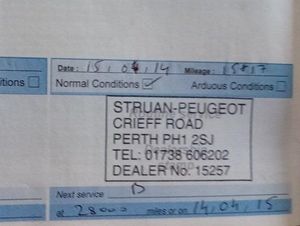 Date: 15, 04, 14 Mileage: 15817
itions Normal Conditions Arduous Conditions
STRUAN-PEUGEOT
CRIEFF ROAD
PERTH PH1 2SJ
TEL: 01738 606202
DEALER No: 15257
Next service
at 28000 miles or on 14, 04, 15